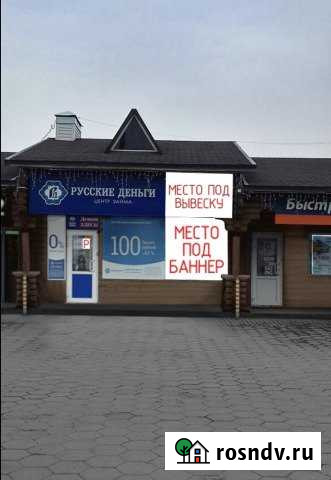 РУССКИЕ ДЕНЬГИ
ЦЕНТР ЗАЙМА
МЕСТО ПОД
ВЫВЕСКУ
Быстр
МЕСТО
ПОД
БАННЕР
0%
Р
100
rosndv.ru